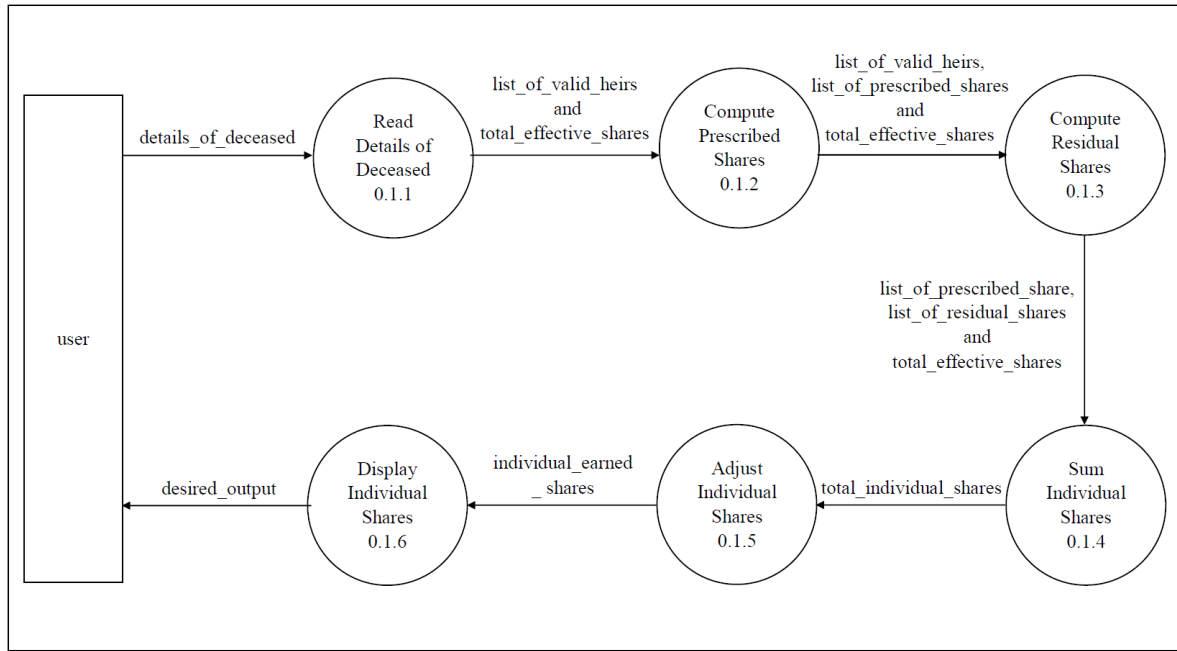 user
details_of_deceased
Read
Details of
Deceased
0.1.1
list_of_valid_heirs
and
total_effective_shares
Compute
Prescribed
Shares
0.1.2
list_of_valid_heirs,
list_of_prescribed_shares
and
total_effective_shares
Compute
Residual
Shares
0.1.3
list_of_prescribed_share,
list_of_residual_shares
and
total_effective_shares
Sum
Individual
Shares
0.1.4
total_individual_shares
Adjust
Individual
Shares
0.1.5
individual_earned
_ shares
Display
Individual
Shares
0.1.6
desired_output